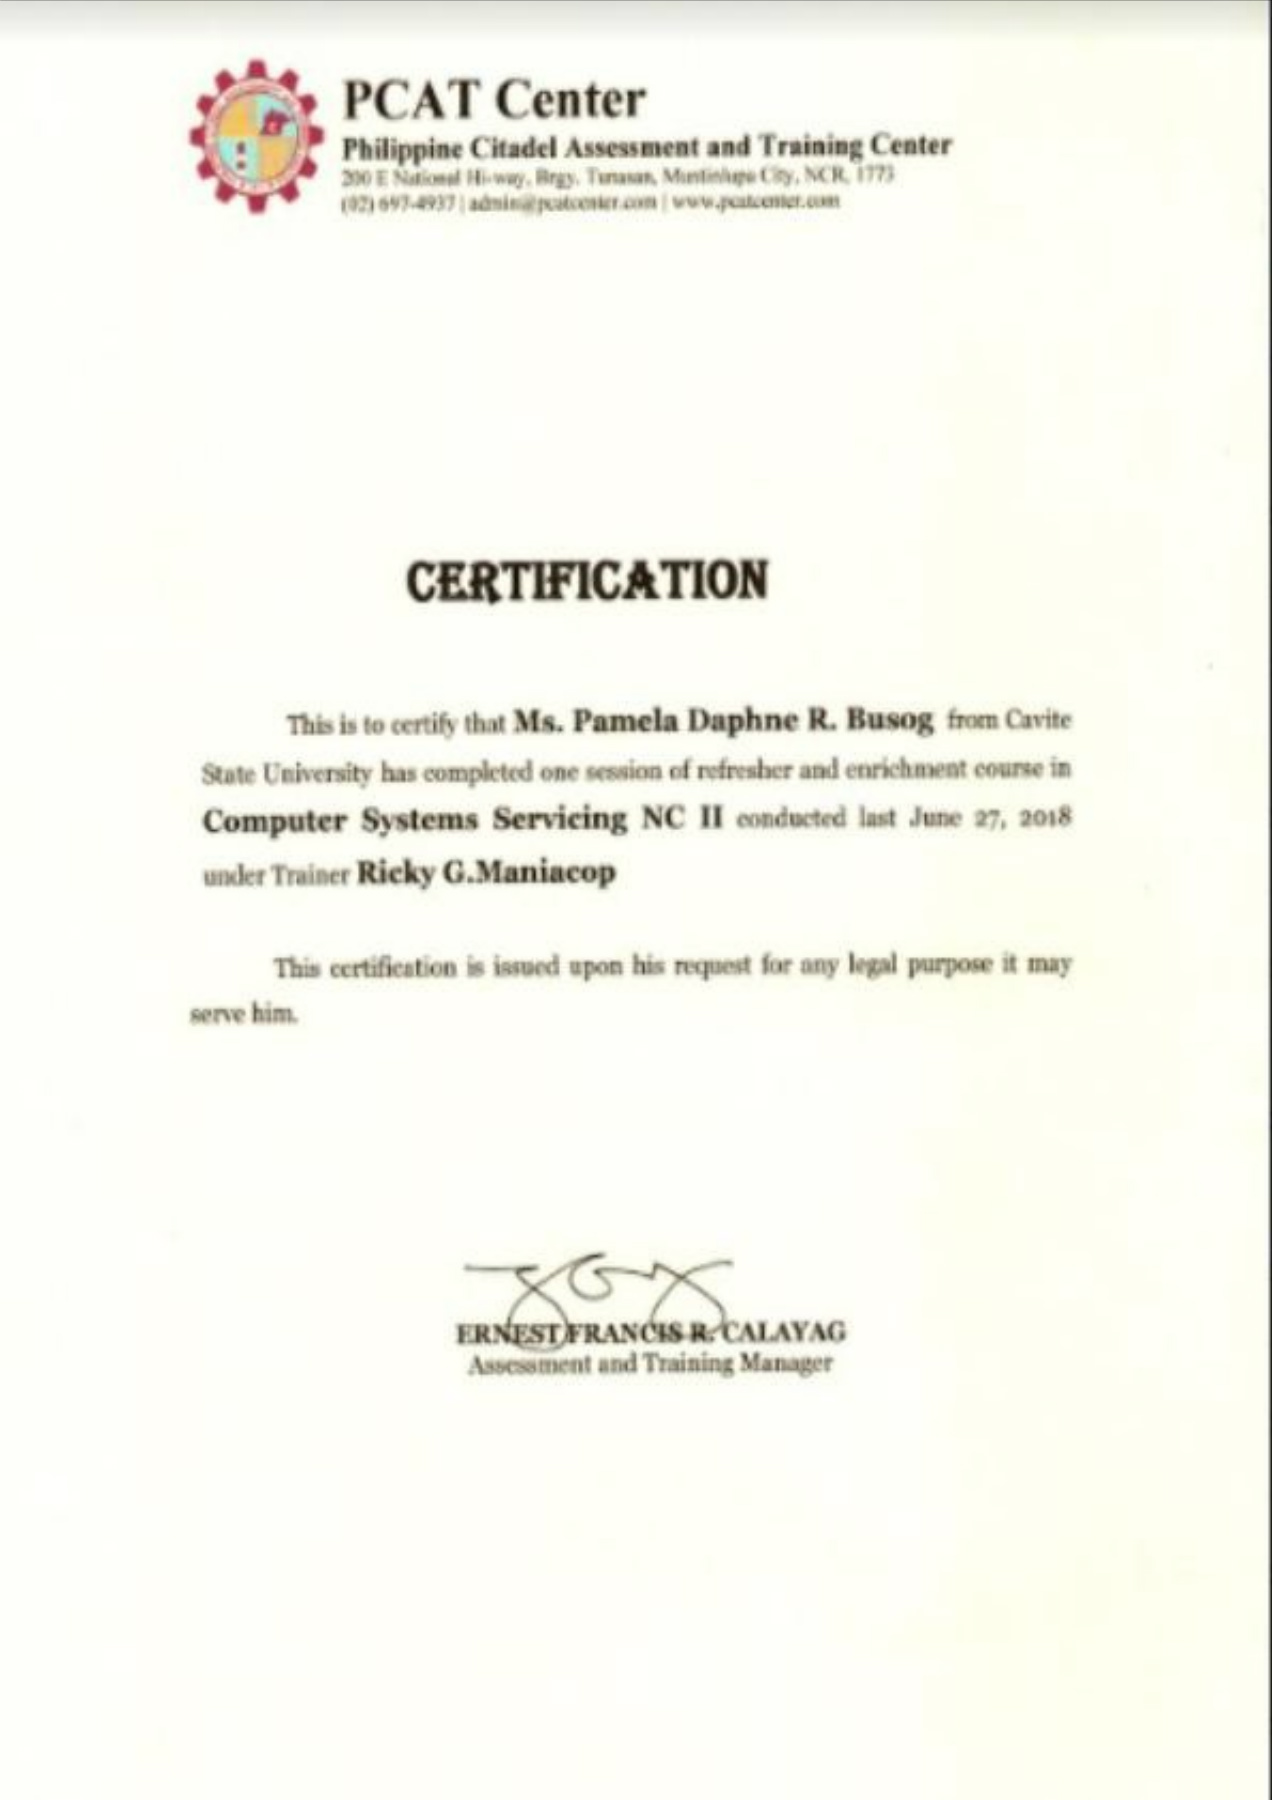 PCAT Center
Philippine Citadel Assessment and Training Center
200 E National Hi-way, Brgy. Tunasan, Muntinlupa City, NCR, 1773
(02) 697-4937 | admin@pcatcenter.com | www.pcatcenter.com
CERTIFICATION
This is to certify that Ms. Pamela Daphne R. Busog from Cavite
State University has completed one session of refresher and enrichment course in
Computer Systems Servicing NC II conducted last June 27, 2018
under Trainer Ricky G.Maniacop
This certification is issued upon his request for any legal purpose it may
serve him.
ERNEST FRANCIS R. CALAYAG
Assessment and Training Manager